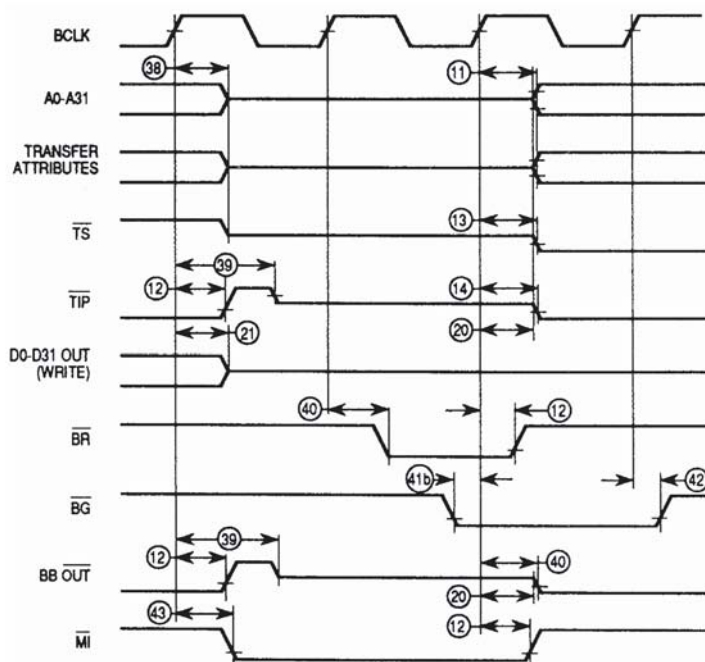 BCLK
38
11
A0-A31
TRANSFER
ATTRIBUTES
13
TS
39
12
14
TIP
21
20
D0-D31 OUT
(WRITE)
40
12
BR
41b
42
BG
39
12
40
BB OUT
20
43
12
MI